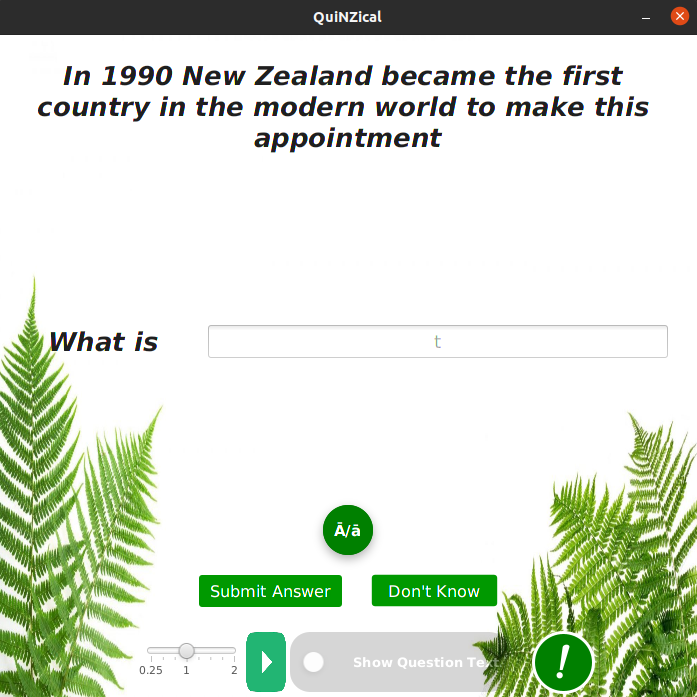 QuiNZical
In 1990 New Zealand became the first
country in the modern world to make this
appointment
What is
t
Ā/ā
Submit Answer
Don't Know
0.25 1 2
Show Question Text
!